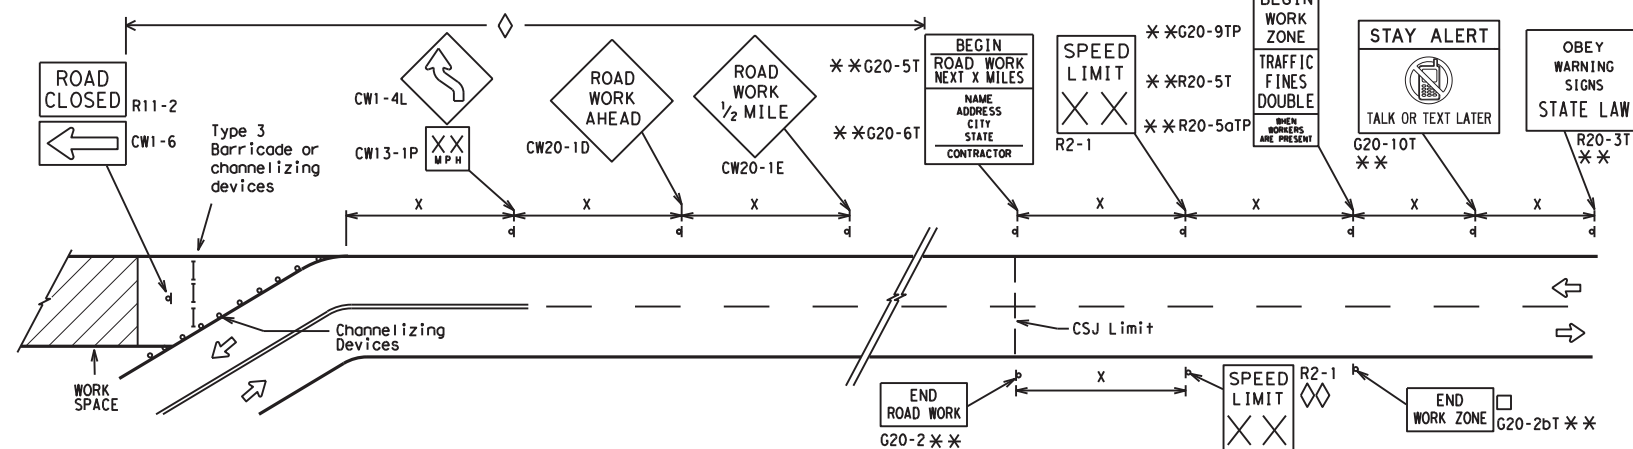 ROAD
CLOSED
R11-2
CW1-6
Type 3
Barricade or
channelizing
devices
CW1-4L
CW13-1P
XX
MPH
ROAD
WORK
AHEAD
CW20-1D
ROAD
WORK
1/2 MILE
CW20-1E
**G20-5T
**G20-6T
BEGIN
ROAD WORK
NEXT X MILES
NAME
ADDRESS
CITY
STATE
CONTRACTOR
SPEED
LIMIT
XX
R2-1
**G20-9TP
**R20-5T
**R20-5aTP
BEGIN
WORK
ZONE
TRAFFIC
FINES
DOUBLE
WHEN
WORKERS
ARE PRESENT
STAY ALERT
TALK OR TEXT LATER
G20-10T
**
OBEY
WARNING
SIGNS
STATE LAW
R20-3T
**
X
X
X
X
X
X
X
Channelizing
Devices
WORK
SPACE
CSJ Limit
X
END
ROAD WORK
G20-2 **
SPEED
LIMIT
XX
R2-1
END
WORK ZONE
G20-2bT **